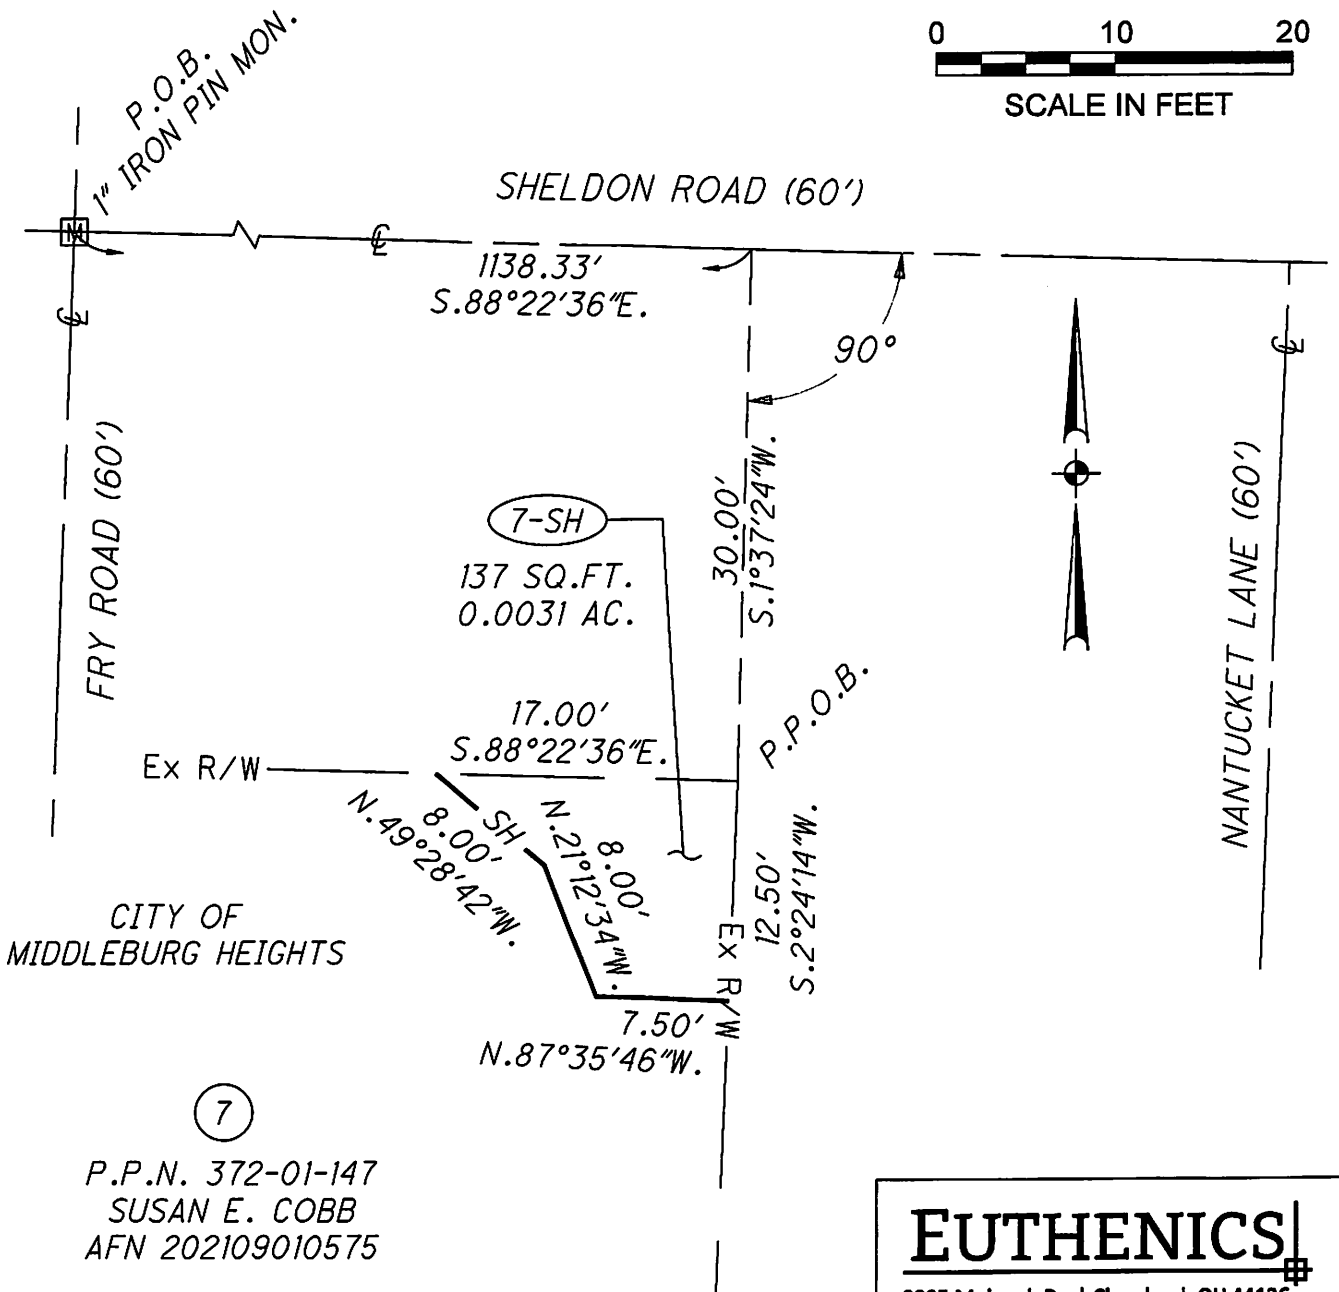 0 10 20
SCALE IN FEET
P.O.B.
1" IRON PIN MON.
SHELDON ROAD (60')
M
℄
1138.33'
S.88°22'36"E.
℄
℄
90°
FRY ROAD (60')
30.00'
S.1°37'24"W.
NANTUCKET LANE (60')
7-SH
137 SQ.FT.
0.0031 AC.
P.P.O.B.
17.00'
S.88°22'36"E.
Ex R/W
8.00'
N.49°28'42"W.
SH
8.00'
N.21°12'34"W.
12.50'
S.2°24'14"W.
Ex R/W
CITY OF
MIDDLEBURG HEIGHTS
7.50'
N.87°35'46"W.
7
P.P.N. 372-01-147
SUSAN E. COBB
AFN 202109010575
EUTHENICS